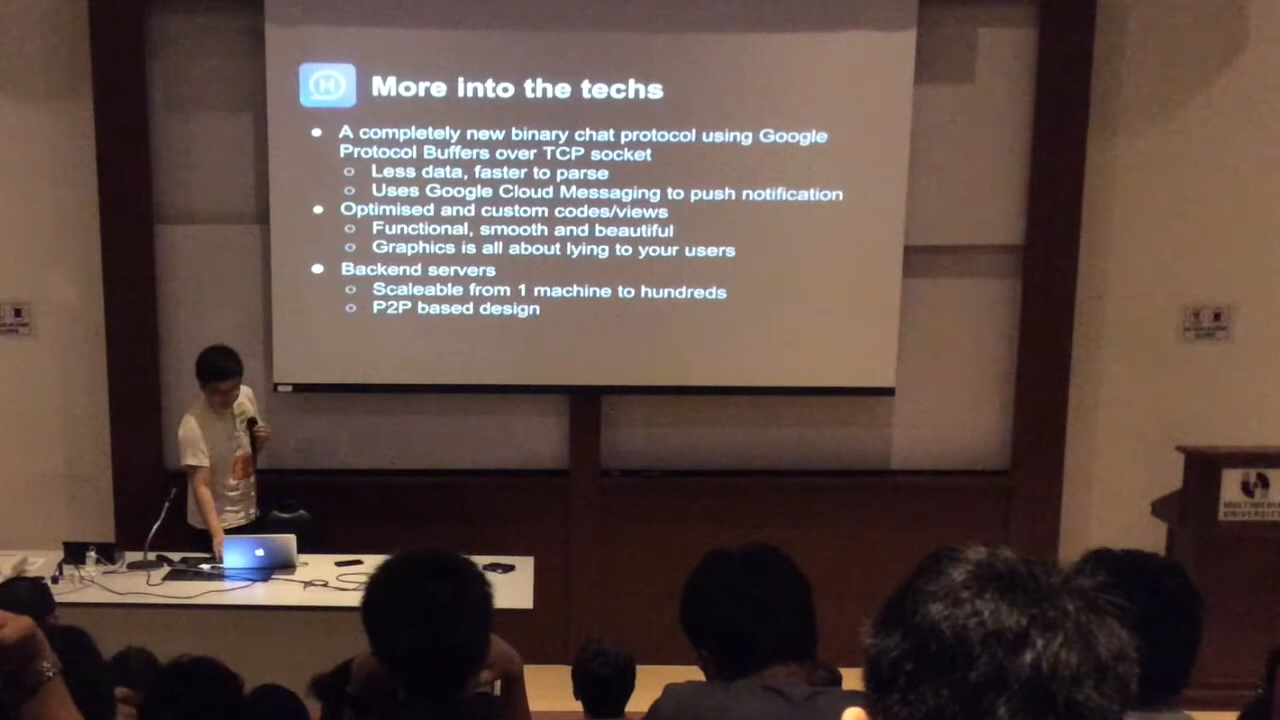 H
More into the techs
● A completely new binary chat protocol using Google
Protocol Buffers over TCP socket
○ Less data, faster to parse
○ Uses Google Cloud Messaging to push notification
● Optimised and custom codes/views
○ Functional, smooth and beautiful
○ Graphics is all about lying to your users
● Backend servers
○ Scaleable from 1 machine to hundreds
○ P2P based design
MULTIMEDIA
UNIVERSITY